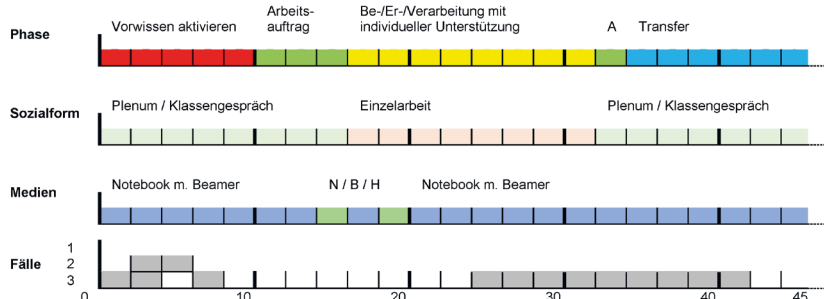 Phase
Vorwissen aktivieren
Arbeits-
auftrag
Be-/Er-/Verarbeitung mit
individueller Unterstützung
A
Transfer
Sozialform
Plenum / Klassengespräch
Einzelarbeit
Plenum / Klassengespräch
Medien
Notebook m. Beamer
N / B / H
Notebook m. Beamer
Fälle
1
2
3
0 10 20 30 40 45